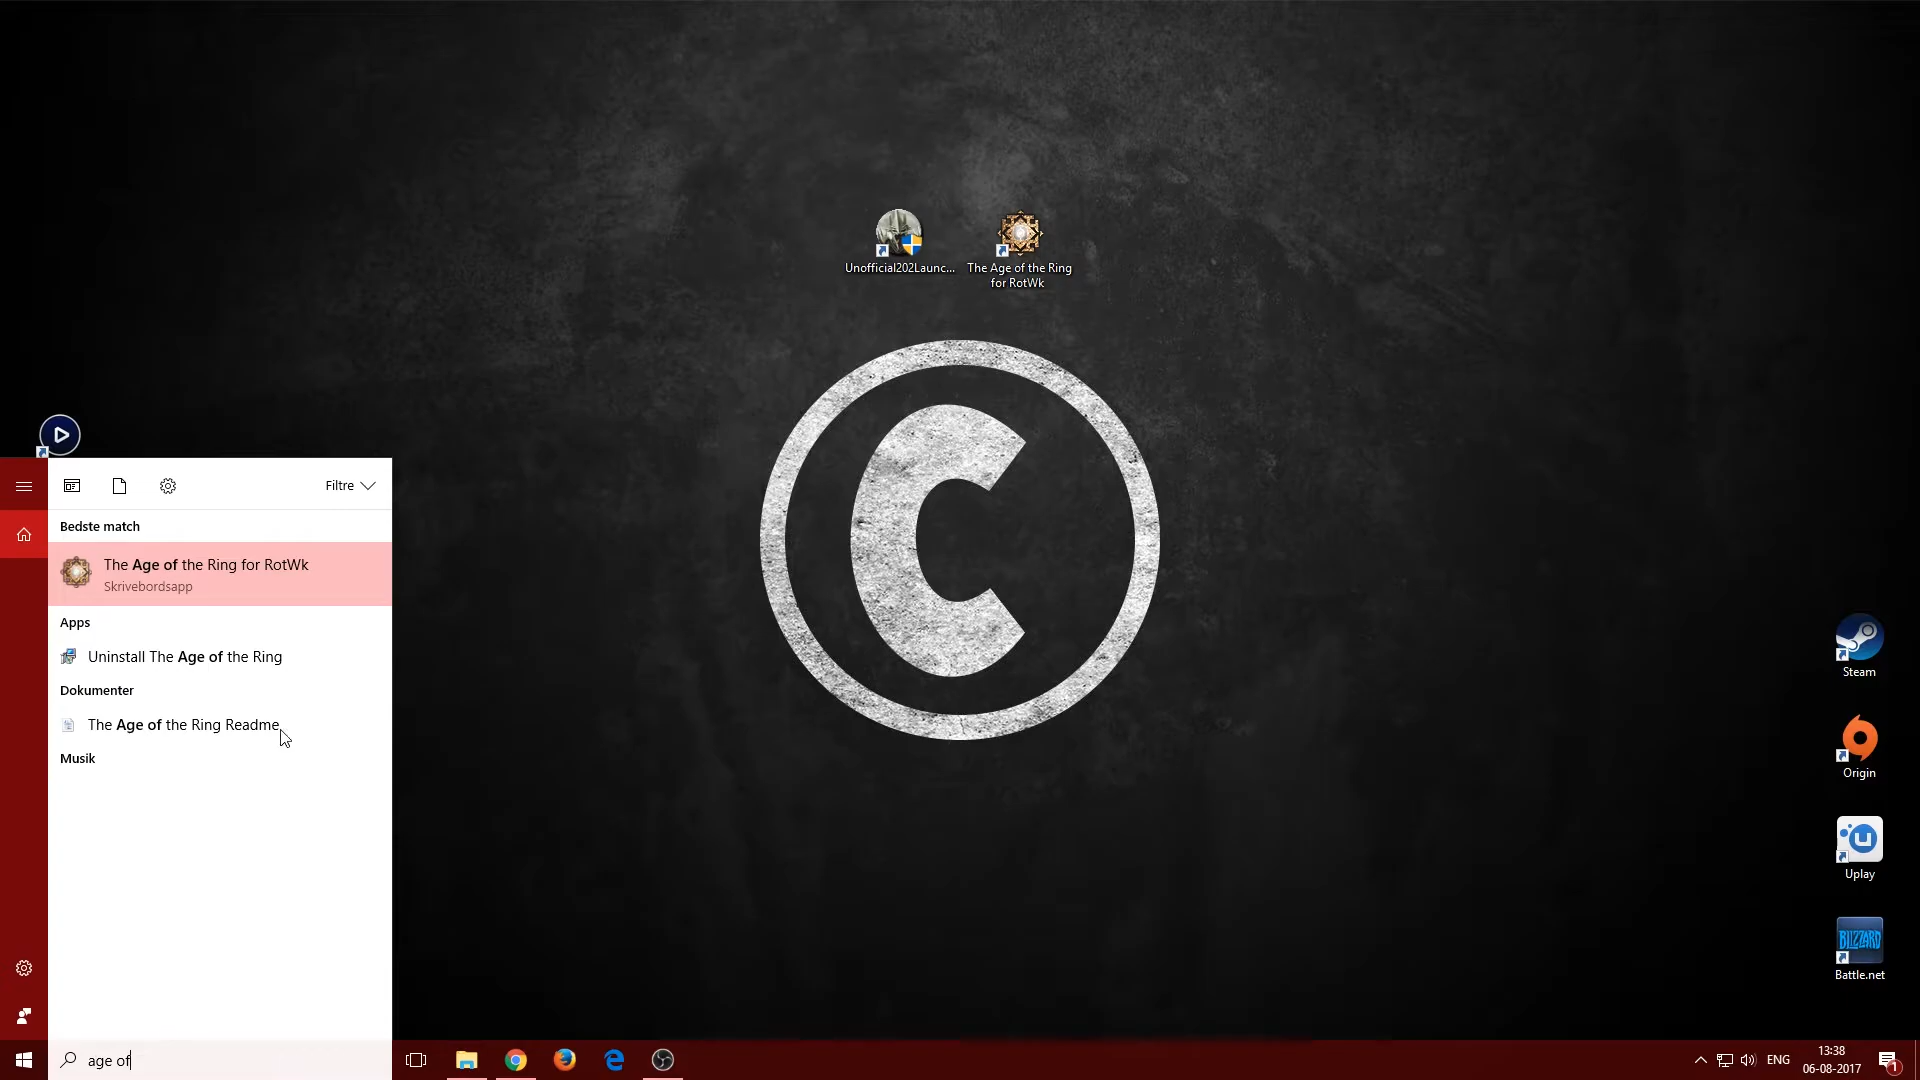 Unofficial202Launc...
The Age of the Ring
for RotWk
Filtre
Bedste match
The Age of the Ring for RotWk
Skrivebordsapp
Apps
Uninstall The Age of the Ring
Dokumenter
The Age of the Ring Readme
Musik
age of
C
Steam
Origin
U
Uplay
BLIZZARD
Battle.net
ENG
13:38
06-08-2017
1